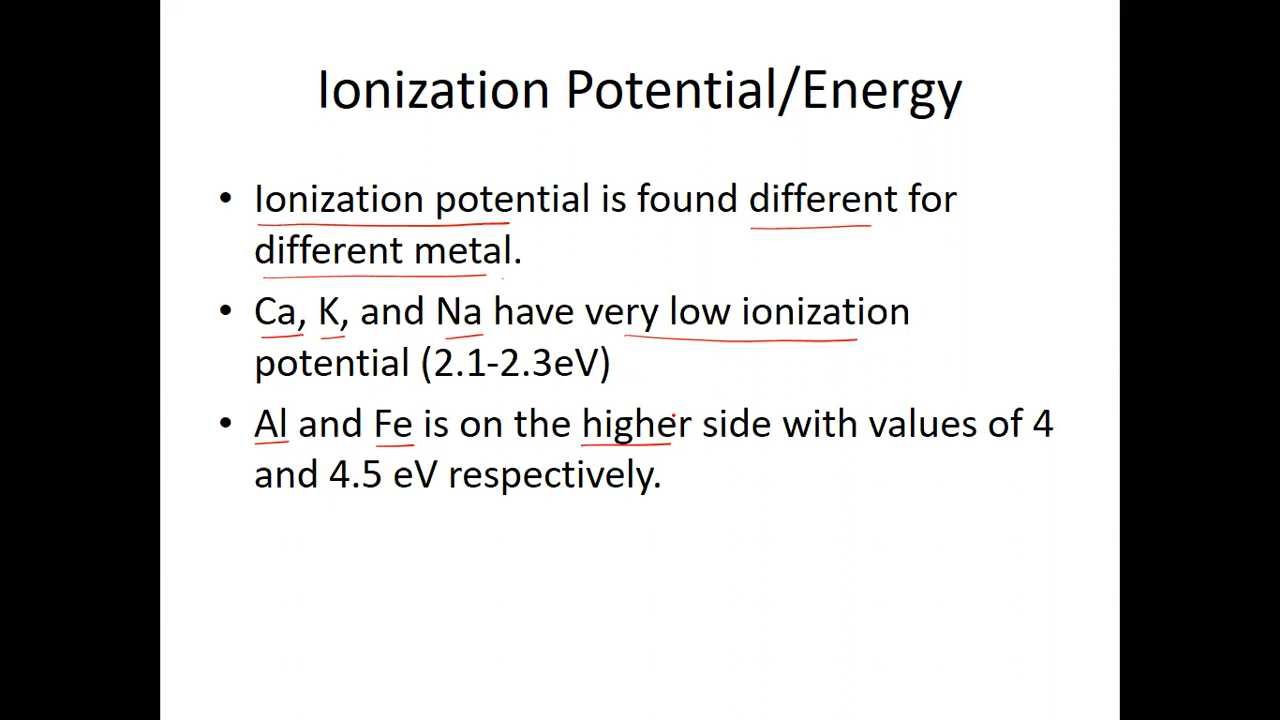 Ionization Potential/Energy
• Ionization potential is found different for
different metal.
• Ca, K, and Na have very low ionization
potential (2.1-2.3eV)
• Al and Fe is on the higher side with values of 4
and 4.5 eV respectively.